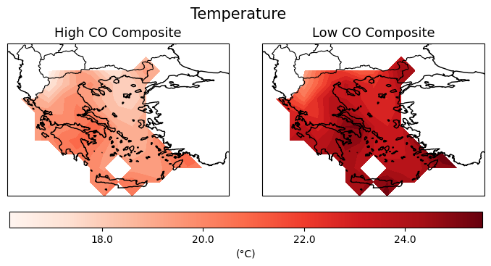 Temperature
High CO Composite
Low CO Composite
18.0
20.0
22.0
24.0
(°C)